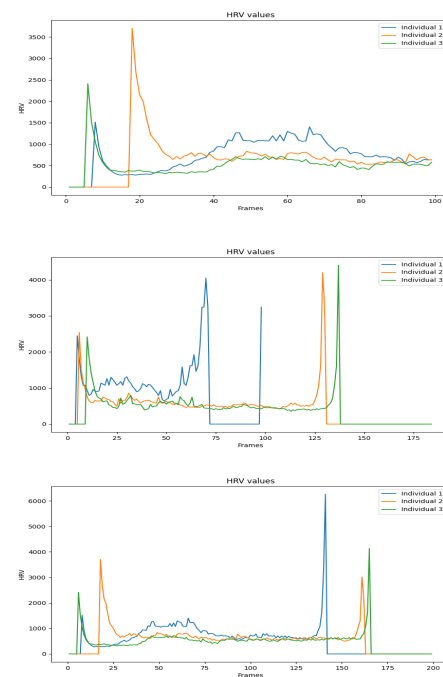 HRV values
Individual 1
Individual 2
Individual 3
3500
3000
2500
2000
1500
1000
500
0
HRV
0 20 40 60 80 100
Frames
HRV values
Individual 1
Individual 2
Individual 3
4000
3000
2000
1000
0
HRV
0 25 50 75 100 125 150 175
Frames
HRV values
Individual 1
Individual 2
Individual 3
6000
5000
4000
3000
2000
1000
0
HRV
0 25 50 75 100 125 150 175 200
Frames